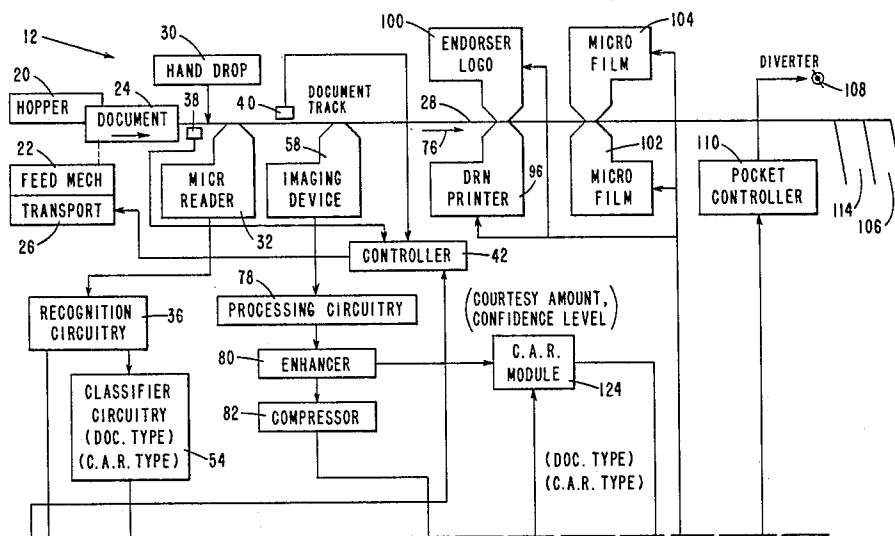 12
30
HAND DROP
100
ENDORSER
LOGO
104
MICRO
FILM
20
HOPPER
24
DOCUMENT
38
40
DOCUMENT
TRACK
28
76
DIVERTER
108
22
FEED MECH
TRANSPORT
26
MICR
READER
32
58
IMAGING
DEVICE
DRN
PRINTER
96
102
MICRO
FILM
110
POCKET
CONTROLLER
114
106
CONTROLLER
42
78
PROCESSING CIRCUITRY
RECOGNITION
CIRCUITRY
36
(COURTESY AMOUNT,
CONFIDENCE LEVEL)
80
ENHANCER
C.A.R.
MODULE
124
82
COMPRESSOR
CLASSIFIER
CIRCUITRY
(DOC. TYPE)
(C.A.R. TYPE)
54
(DOC. TYPE)
(C.A.R. TYPE)